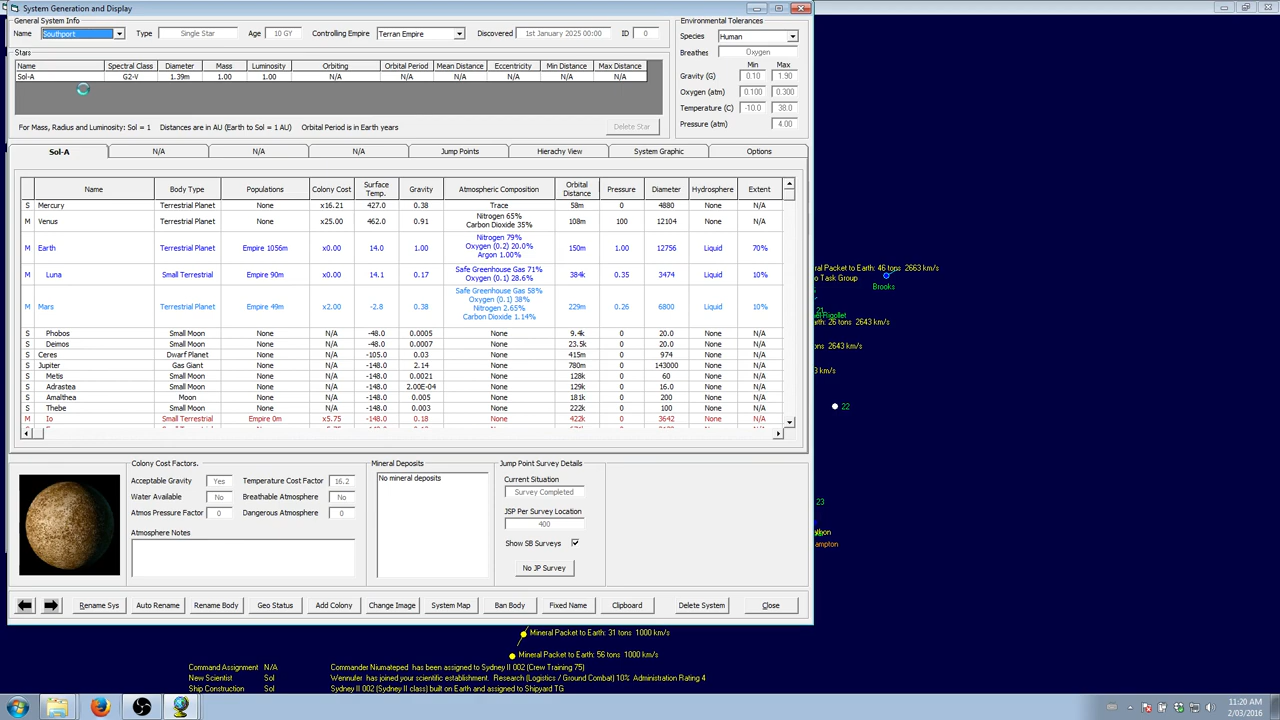 System Generation and Display
General System Info
Name Southport Type Single Star Age 10 GY Controlling Empire Terran Empire Discovered 1st January 2025 00:00 ID 0
Stars
Name Spectral Class Diameter Mass Luminosity Orbiting Orbital Period Mean Distance Eccentricity Min Distance Max Distance
Sol-A G2-V 1.39m 1.00 1.00 N/A N/A N/A N/A N/A N/A
For Mass, Radius and Luminosity: Sol = 1 Distances are in AU (Earth to Sol = 1 AU) Orbital Period is in Earth years Delete Star
Environmental Tolerances
Species Human
Breathes Oxygen
Min Max
Gravity (G) 0.10 1.90
Oxygen (atm) 0.100 0.300
Temperature (C) -10.0 38.0
Pressure (atm) 4.00
Sol-A N/A N/A N/A Jump Points Hierachy View System Graphic Options
Name Body Type Populations Colony Cost Surface Temp. Gravity Atmospheric Composition Orbital Distance Pressure Diameter Hydrosphere Extent
S Mercury Terrestrial Planet None x16.21 427.0 0.38 Trace 58m 0 4880 None N/A
M Venus Terrestrial Planet None x25.00 462.0 0.91 Nitrogen 65% Carbon Dioxide 35% 108m 100 12104 None N/A
M Earth Terrestrial Planet Empire 1056m x0.00 14.0 1.00 Nitrogen 79% Oxygen (0.2) 20.0% Argon 1.00% 150m 1.00 12756 Liquid 70%
M Luna Small Terrestrial Empire 90m x0.00 14.1 0.17 Safe Greenhouse Gas 71% Oxygen (0.1) 28.6% 384k 0.35 3474 Liquid 10%
M Mars Terrestrial Planet Empire 49m x2.00 -2.8 0.38 Safe Greenhouse Gas 58% Oxygen (0.1) 38% Nitrogen 2.65% Carbon Dioxide 1.14% 229m 0.26 6800 Liquid 10%
S Phobos Small Moon None N/A -48.0 0.0005 None 9.4k 0 20.0 None N/A
S Deimos Small Moon None N/A -48.0 0.0007 None 23.5k 0 20.0 None N/A
S Ceres Dwarf Planet None N/A -105.0 0.03 None 415m 0 974 None N/A
S Jupiter Gas Giant None N/A -148.0 2.14 None 780m 0 143000 None N/A
S Metis Small Moon None N/A -148.0 0.0021 None 128k 0 60 None N/A
S Adrastea Small Moon None N/A -148.0 2.00E-04 None 129k 0 16.0 None N/A
S Amalthea Moon None N/A -148.0 0.005 None 181k 0 200 None N/A
S Thebe Small Moon None N/A -148.0 0.003 None 222k 0 100 None N/A
M Io Small Terrestrial Empire 0m x5.75 -148.0 0.18 None 422k 0 3642 None N/A
Colony Cost Factors.
Acceptable Gravity Yes Temperature Cost Factor 16.2
Water Available No Breathable Atmosphere No
Atmos Pressure Factor 0 Dangerous Atmosphere 0
Atmosphere Notes
Mineral Deposits
No mineral deposits
Jump Point Survey Details
Current Situation
Survey Completed
JSP Per Survey Location
400
Show SB Surveys
No JP Survey
Rename Sys Auto Rename Rename Body Geo Status Add Colony Change Image System Map Ban Body Fixed Name Clipboard Delete System Close
ral Packet to Earth: 46 tons 2663 km/s
o Task Group
Brooks
21
el Rigollet
arth: 26 tons 2643 km/s
ons 2643 km/s
3 km/s
22
23
ampton
Mineral Packet to Earth: 31 tons 1000 km/s
Mineral Packet to Earth: 56 tons 1000 km/s
Command Assignment N/A Commander Niumateped has been assigned to Sydney II 002 (Crew Training 75)
New Scientist Sol Wennufer has joined your scientific establishment. Research (Logistics / Ground Combat) 10% Administration Rating 4
Ship Construction Sol Sydney II 002 (Sydney II class) built on Earth and assigned to Shipyard TG
11:20 AM
2/03/2016